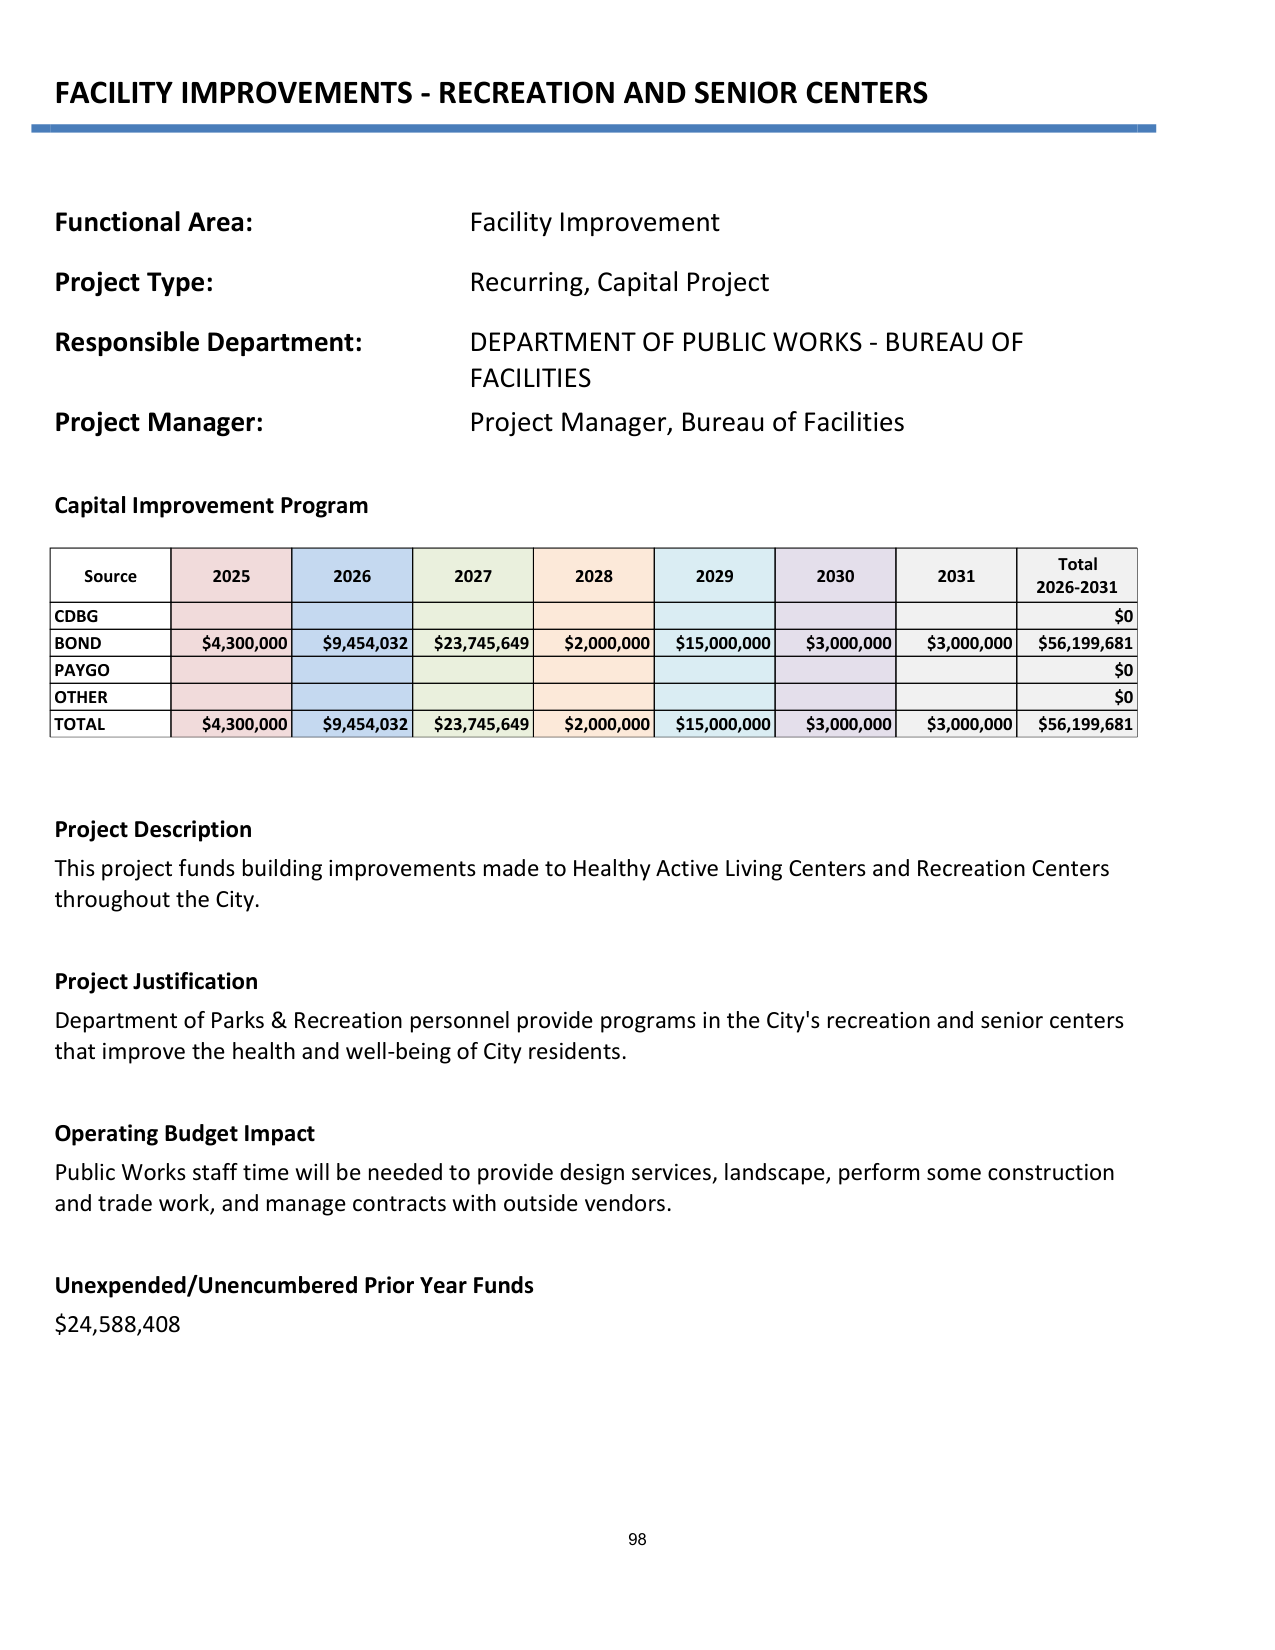 FACILITY IMPROVEMENTS - RECREATION AND SENIOR CENTERS
Functional Area: Facility Improvement
Project Type: Recurring, Capital Project
Responsible Department: DEPARTMENT OF PUBLIC WORKS - BUREAU OF
FACILITIES
Project Manager: Project Manager, Bureau of Facilities
Capital Improvement Program
Source 2025 2026 2027 2028 2029 2030 2031 Total
2026-2031
CDBG $0
BOND $4,300,000 $9,454,032 $23,745,649 $2,000,000 $15,000,000 $3,000,000 $3,000,000 $56,199,681
PAYGO $0
OTHER $0
TOTAL $4,300,000 $9,454,032 $23,745,649 $2,000,000 $15,000,000 $3,000,000 $3,000,000 $56,199,681
Project Description
This project funds building improvements made to Healthy Active Living Centers and Recreation Centers
throughout the City.
Project Justification
Department of Parks & Recreation personnel provide programs in the City's recreation and senior centers
that improve the health and well-being of City residents.
Operating Budget Impact
Public Works staff time will be needed to provide design services, landscape, perform some construction
and trade work, and manage contracts with outside vendors.
Unexpended/Unencumbered Prior Year Funds
$24,588,408
98